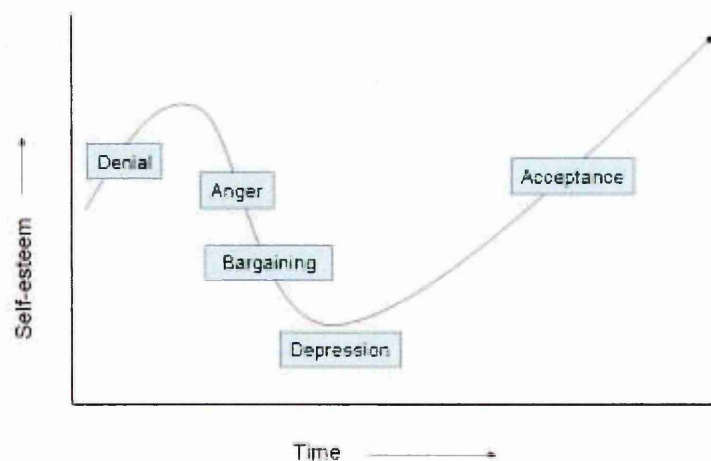 Denial
Anger
Acceptance
Bargaining
Depression
Self-esteem
Time